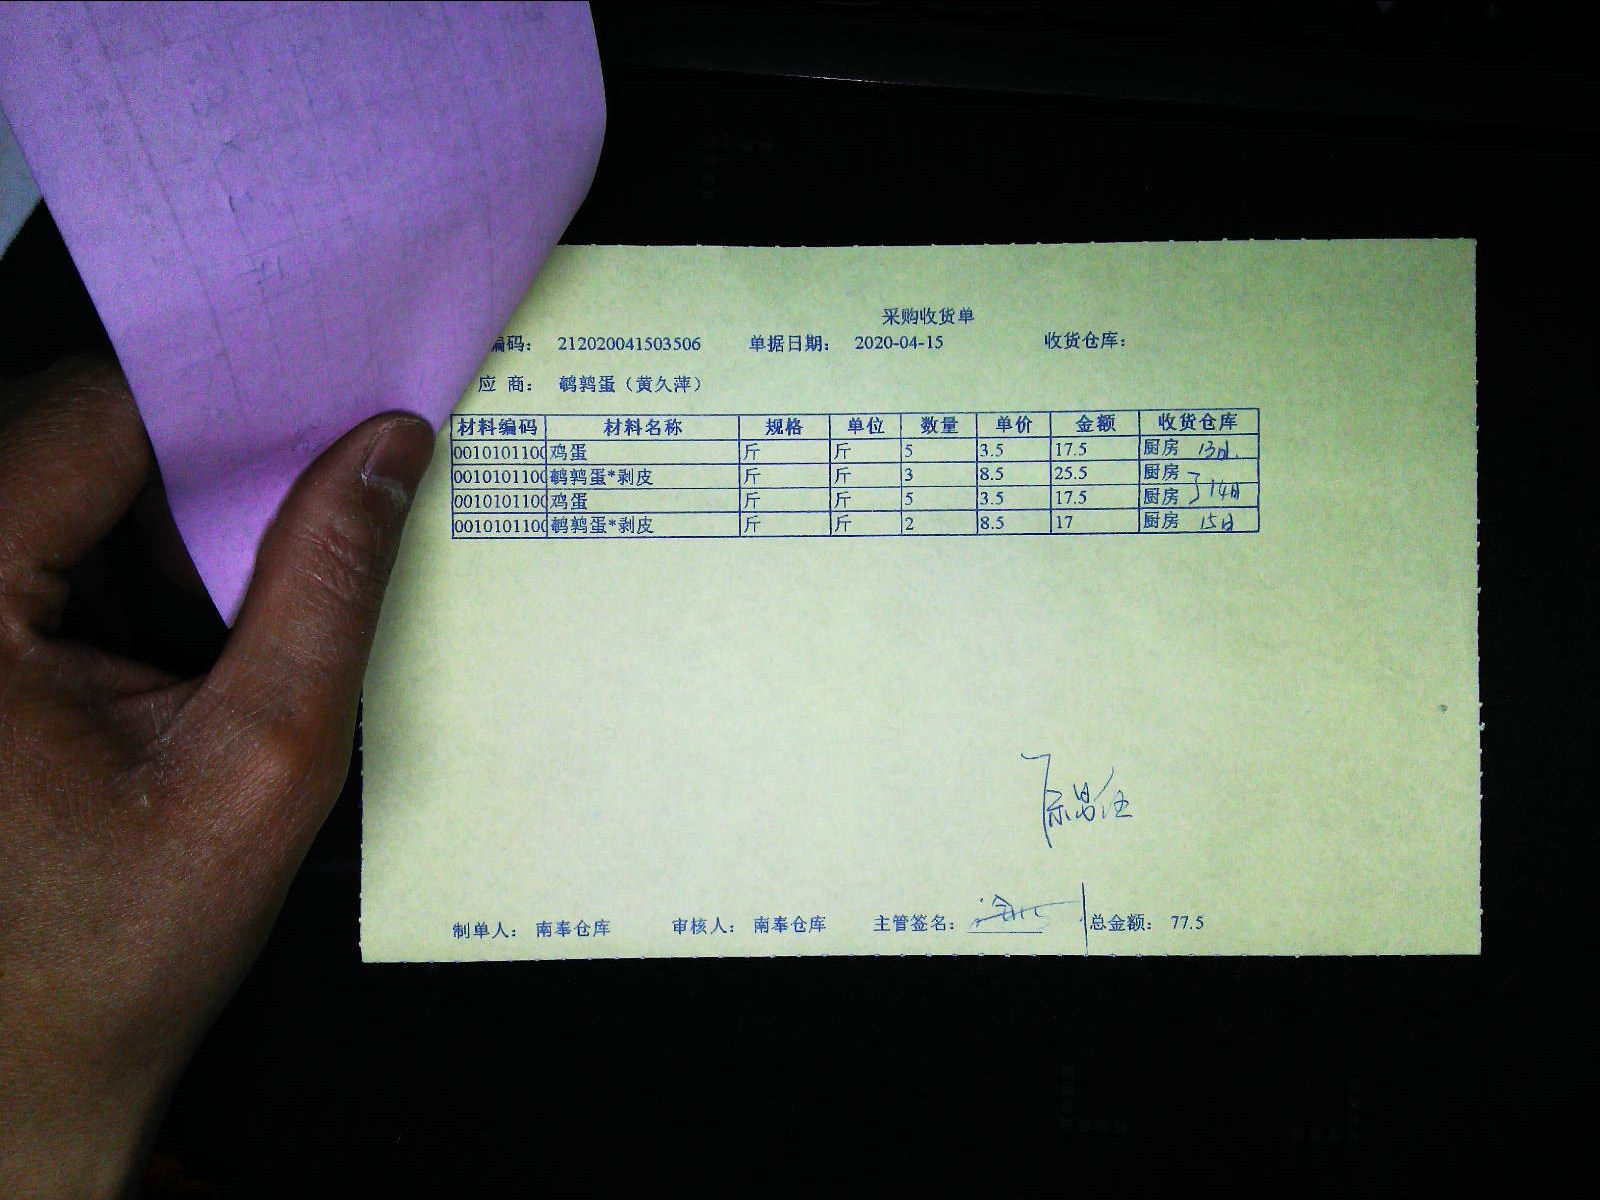 采购收货单
编码： 212020041503506 单据日期： 2020-04-15 收货仓库：
应 商： 鹌鹑蛋（黄久萍）
材料编码 材料名称 规格 单位 数量 单价 金额 收货仓库
0010101100 鸡蛋 斤 斤 5 3.5 17.5 厨房 13日.
0010101100 鹌鹑蛋*剥皮 斤 斤 3 8.5 25.5 厨房
0010101100 鸡蛋 斤 斤 5 3.5 17.5 厨房 14日
0010101100 鹌鹑蛋*剥皮 斤 斤 2 8.5 17 厨房 15日
制单人： 南奉仓库 审核人： 南奉仓库 主管签名： 总金额： 77.5